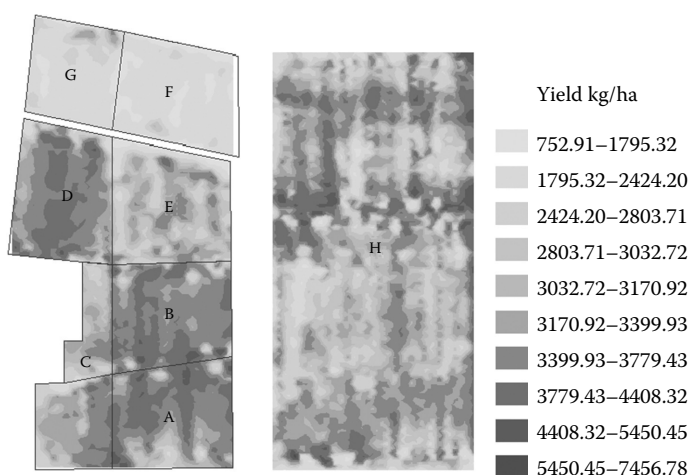 G
F
D
E
H
B
C
A
Yield kg/ha
752.91–1795.32
1795.32–2424.20
2424.20–2803.71
2803.71–3032.72
3032.72–3170.92
3170.92–3399.93
3399.93–3779.43
3779.43–4408.32
4408.32–5450.45
5450.45–7456.78